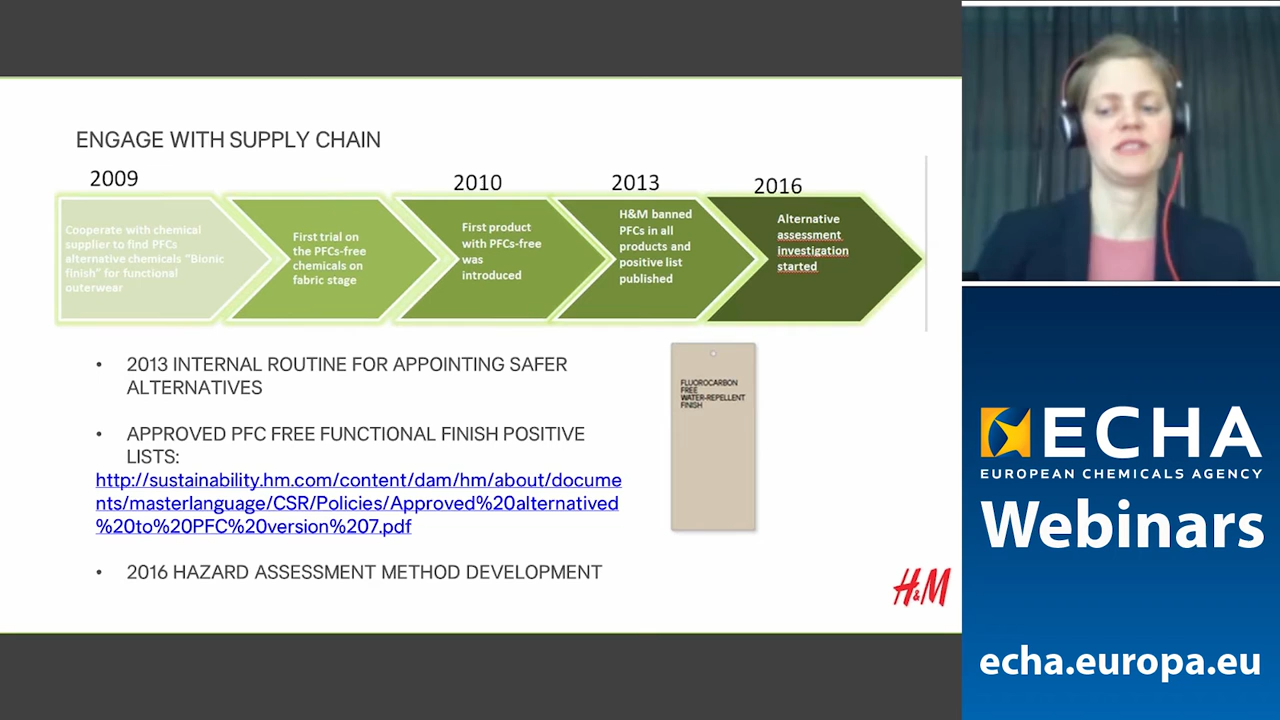 ENGAGE WITH SUPPLY CHAIN
2009
2010
2013
2016
Cooperate with chemical
supplier to find PFCs
alternative chemicals "Bionic
finish" for functional
outerwear
First trial on
the PFCs-free
chemicals on
fabric stage
First product
with PFCs-free
was
introduced
H&M banned
PFCs in all
products and
positive list
published
Alternative
assessment
investigation
started
• 2013 INTERNAL ROUTINE FOR APPOINTING SAFER
ALTERNATIVES
• APPROVED PFC FREE FUNCTIONAL FINISH POSITIVE
LISTS:
http://sustainability.hm.com/content/dam/hm/about/docume
nts/masterlanguage/CSR/Policies/Approved%20alternatived
%20to%20PFC%20version%207.pdf
• 2016 HAZARD ASSESSMENT METHOD DEVELOPMENT
FLUOROCARBON
FREE
WATER-REPELLENT
FINISH
H&M
ECHA
EUROPEAN CHEMICALS AGENCY
Webinars
echa.europa.eu